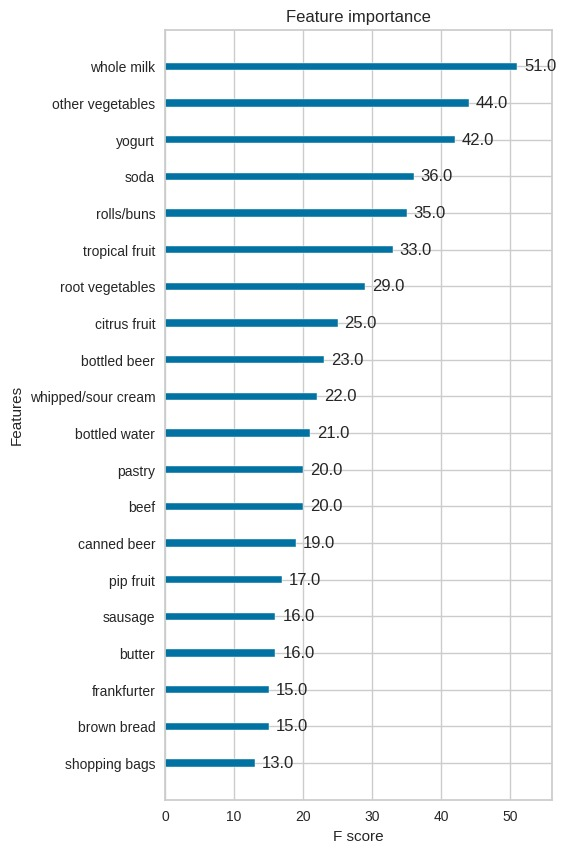 Feature importance
whole milk 51.0
other vegetables 44.0
yogurt 42.0
soda 36.0
rolls/buns 35.0
tropical fruit 33.0
root vegetables 29.0
citrus fruit 25.0
bottled beer 23.0
whipped/sour cream 22.0
bottled water 21.0
pastry 20.0
beef 20.0
canned beer 19.0
pip fruit 17.0
sausage 16.0
butter 16.0
frankfurter 15.0
brown bread 15.0
shopping bags 13.0
Features
0 10 20 30 40 50
F score